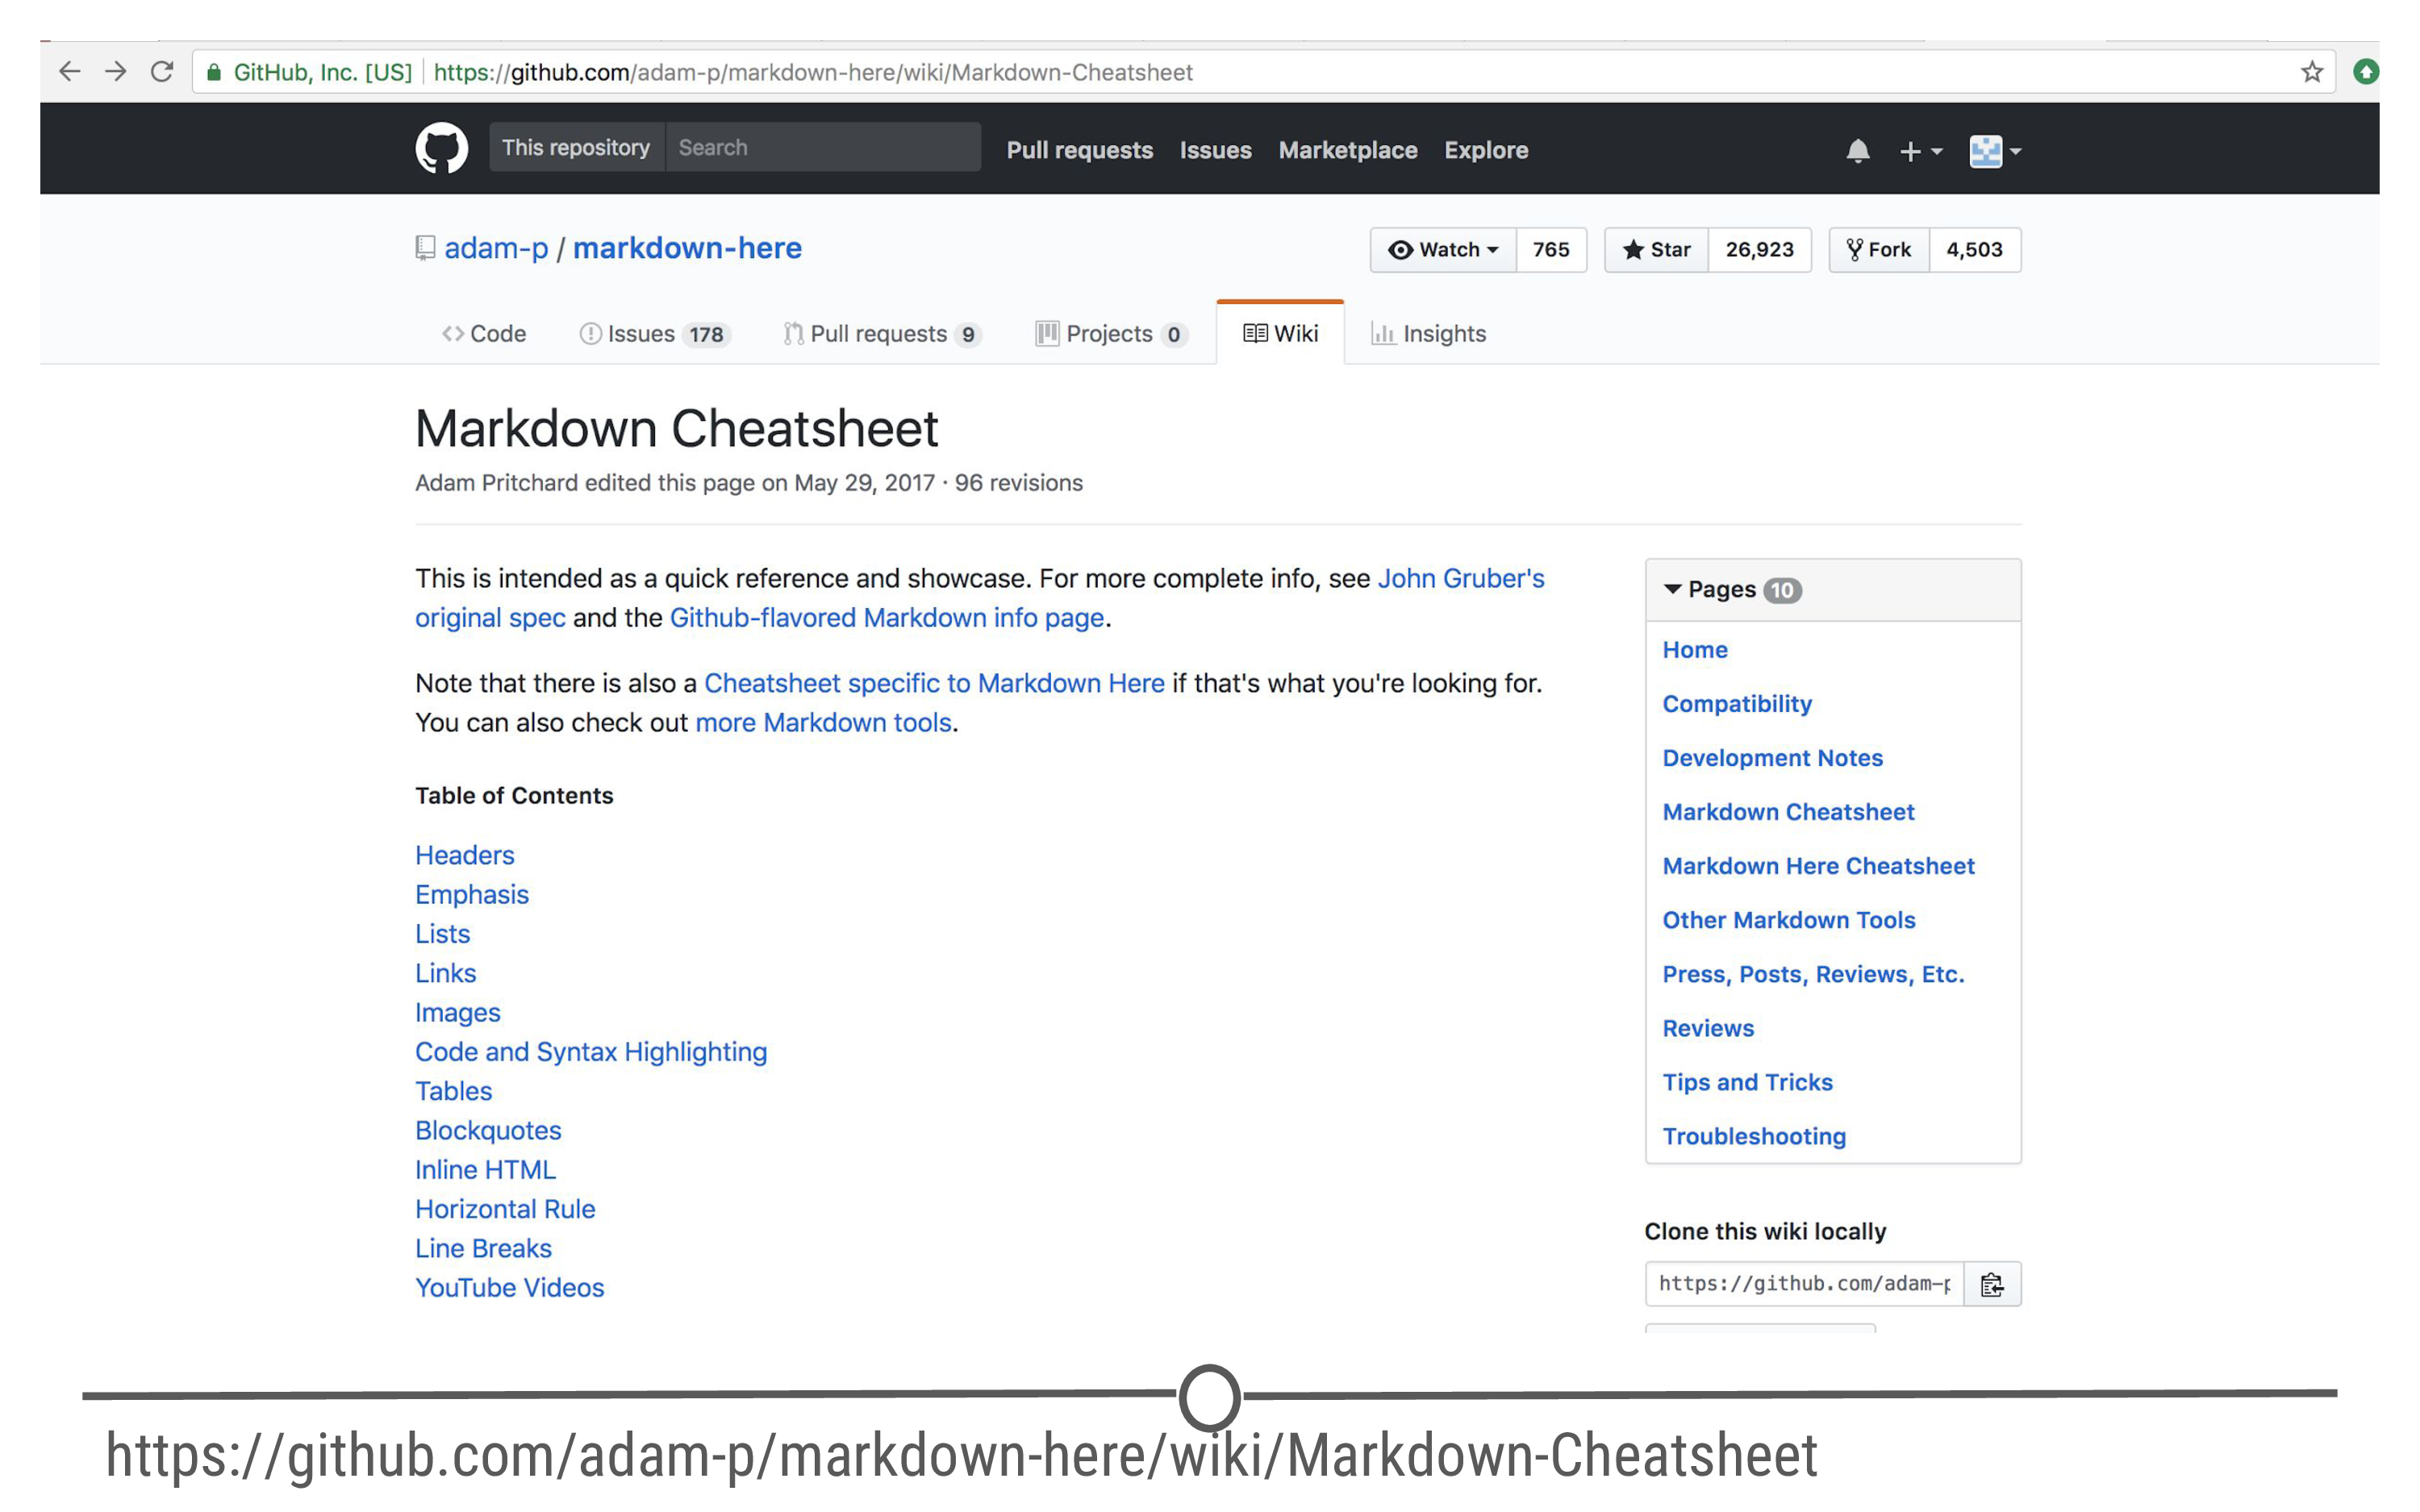 GitHub, Inc. [US] https://github.com/adam-p/markdown-here/wiki/Markdown-Cheatsheet
This repository Search Pull requests Issues Marketplace Explore
adam-p / markdown-here Watch 765 Star 26,923 Fork 4,503
Code Issues 178 Pull requests 9 Projects 0 Wiki Insights
Markdown Cheatsheet
Adam Pritchard edited this page on May 29, 2017 · 96 revisions
This is intended as a quick reference and showcase. For more complete info, see John Gruber's
original spec and the Github-flavored Markdown info page.
Note that there is also a Cheatsheet specific to Markdown Here if that's what you're looking for.
You can also check out more Markdown tools.
Table of Contents
Headers
Emphasis
Lists
Links
Images
Code and Syntax Highlighting
Tables
Blockquotes
Inline HTML
Horizontal Rule
Line Breaks
YouTube Videos
Pages 10
Home
Compatibility
Development Notes
Markdown Cheatsheet
Markdown Here Cheatsheet
Other Markdown Tools
Press, Posts, Reviews, Etc.
Reviews
Tips and Tricks
Troubleshooting
Clone this wiki locally
https://github.com/adam-p
https://github.com/adam-p/markdown-here/wiki/Markdown-Cheatsheet